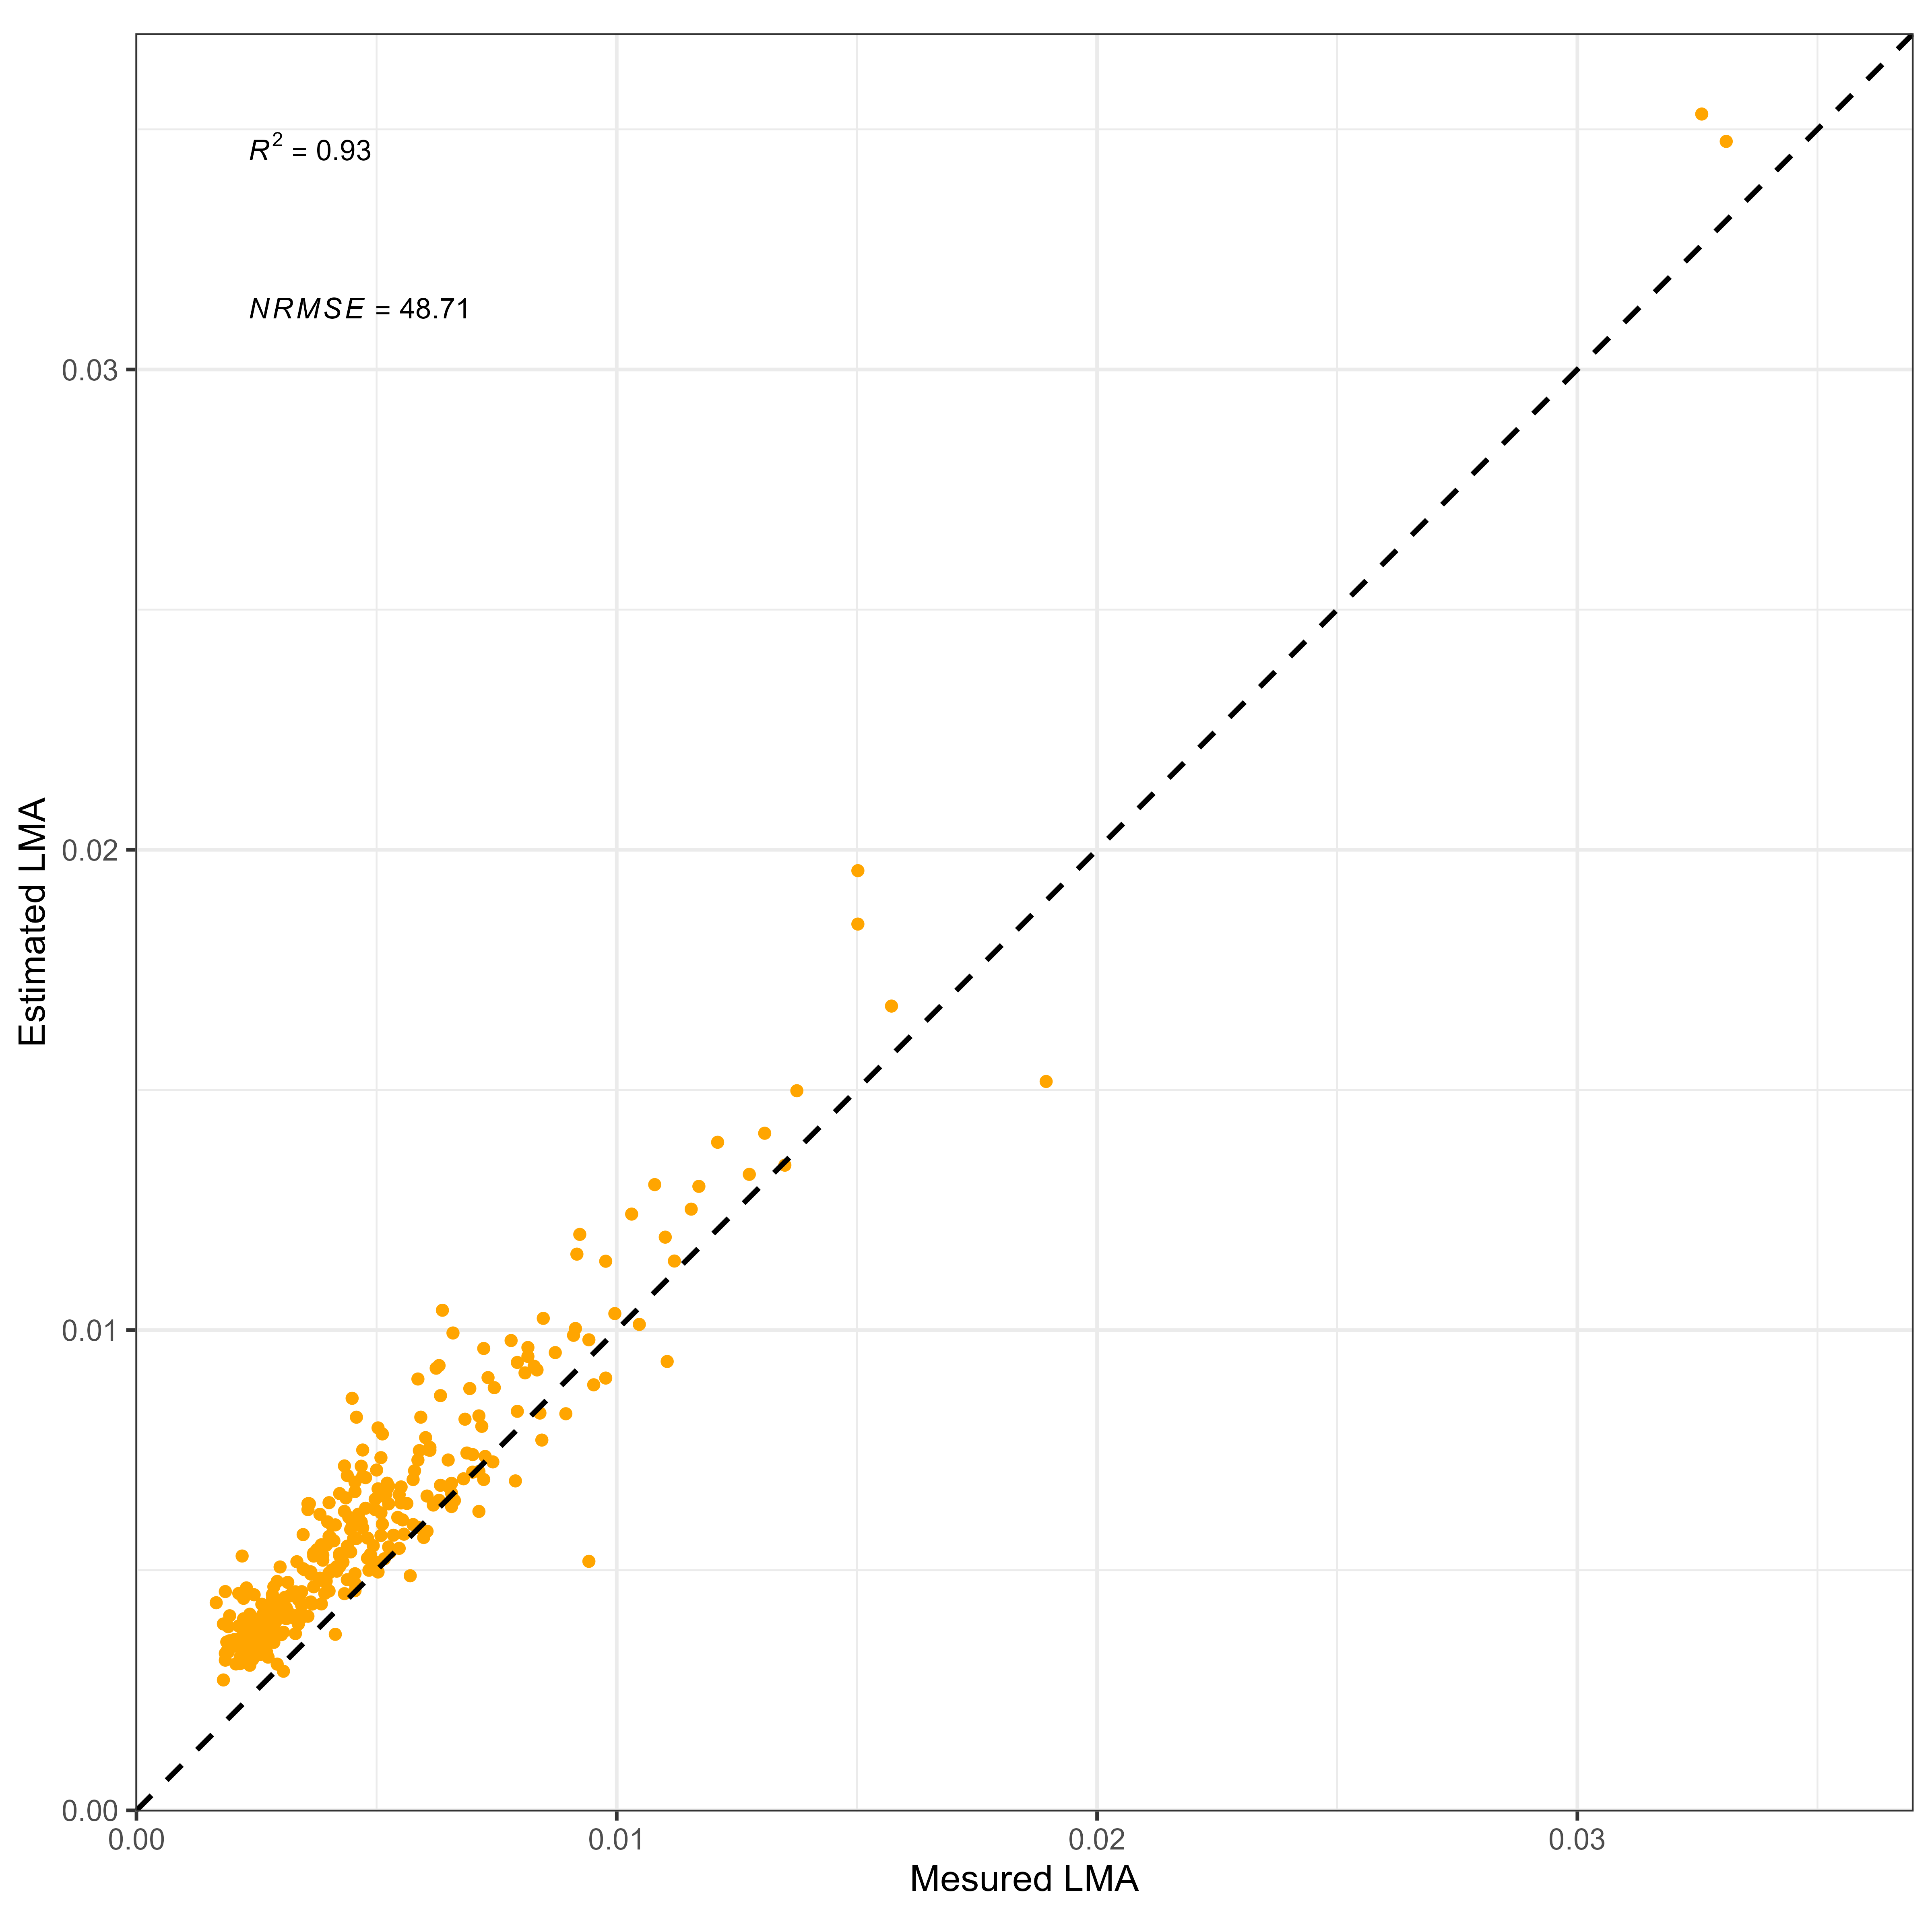 R² = 0.93
NRMSE = 48.71
0.03
0.02
0.01
0.00
Estimated LMA
0.00 0.01 0.02 0.03
Mesured LMA